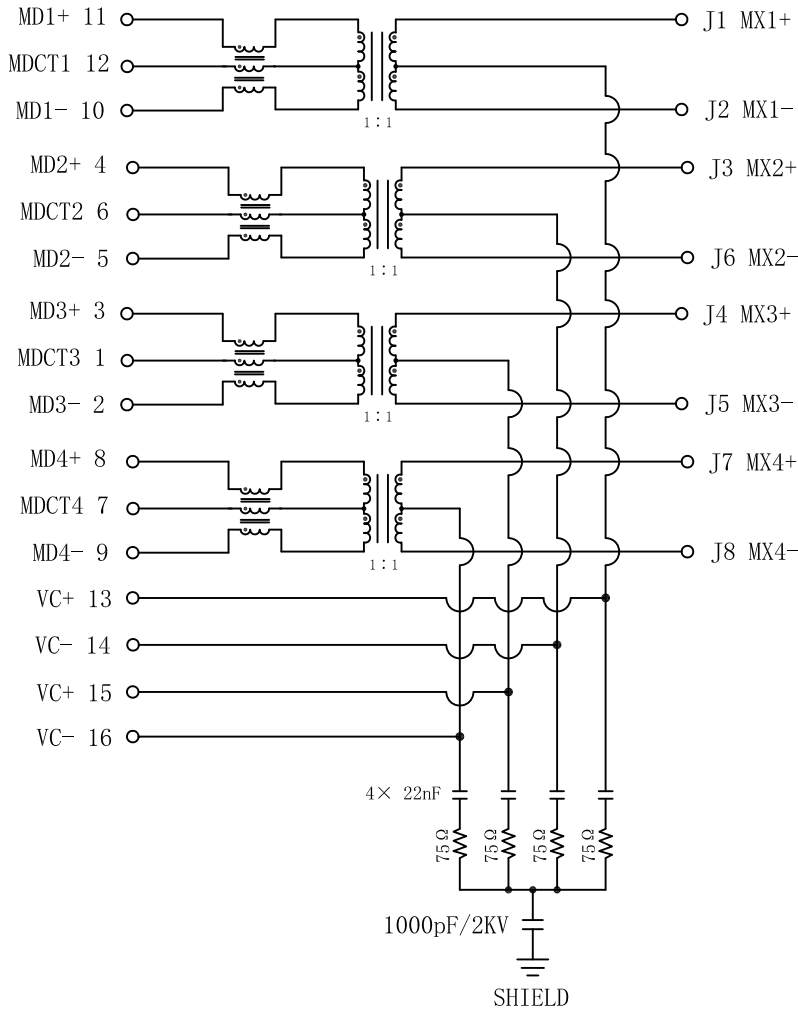 MD1+ 11
J1 MX1+
MDCT1 12
MD1- 10
J2 MX1-
1:1
MD2+ 4
J3 MX2+
MDCT2 6
MD2- 5
J6 MX2-
1:1
MD3+ 3
J4 MX3+
MDCT3 1
MD3- 2
J5 MX3-
1:1
MD4+ 8
J7 MX4+
MDCT4 7
MD4- 9
J8 MX4-
1:1
VC+ 13
VC- 14
VC+ 15
VC- 16
4× 22nF
75Ω
75Ω
75Ω
75Ω
1000pF/2KV
SHIELD